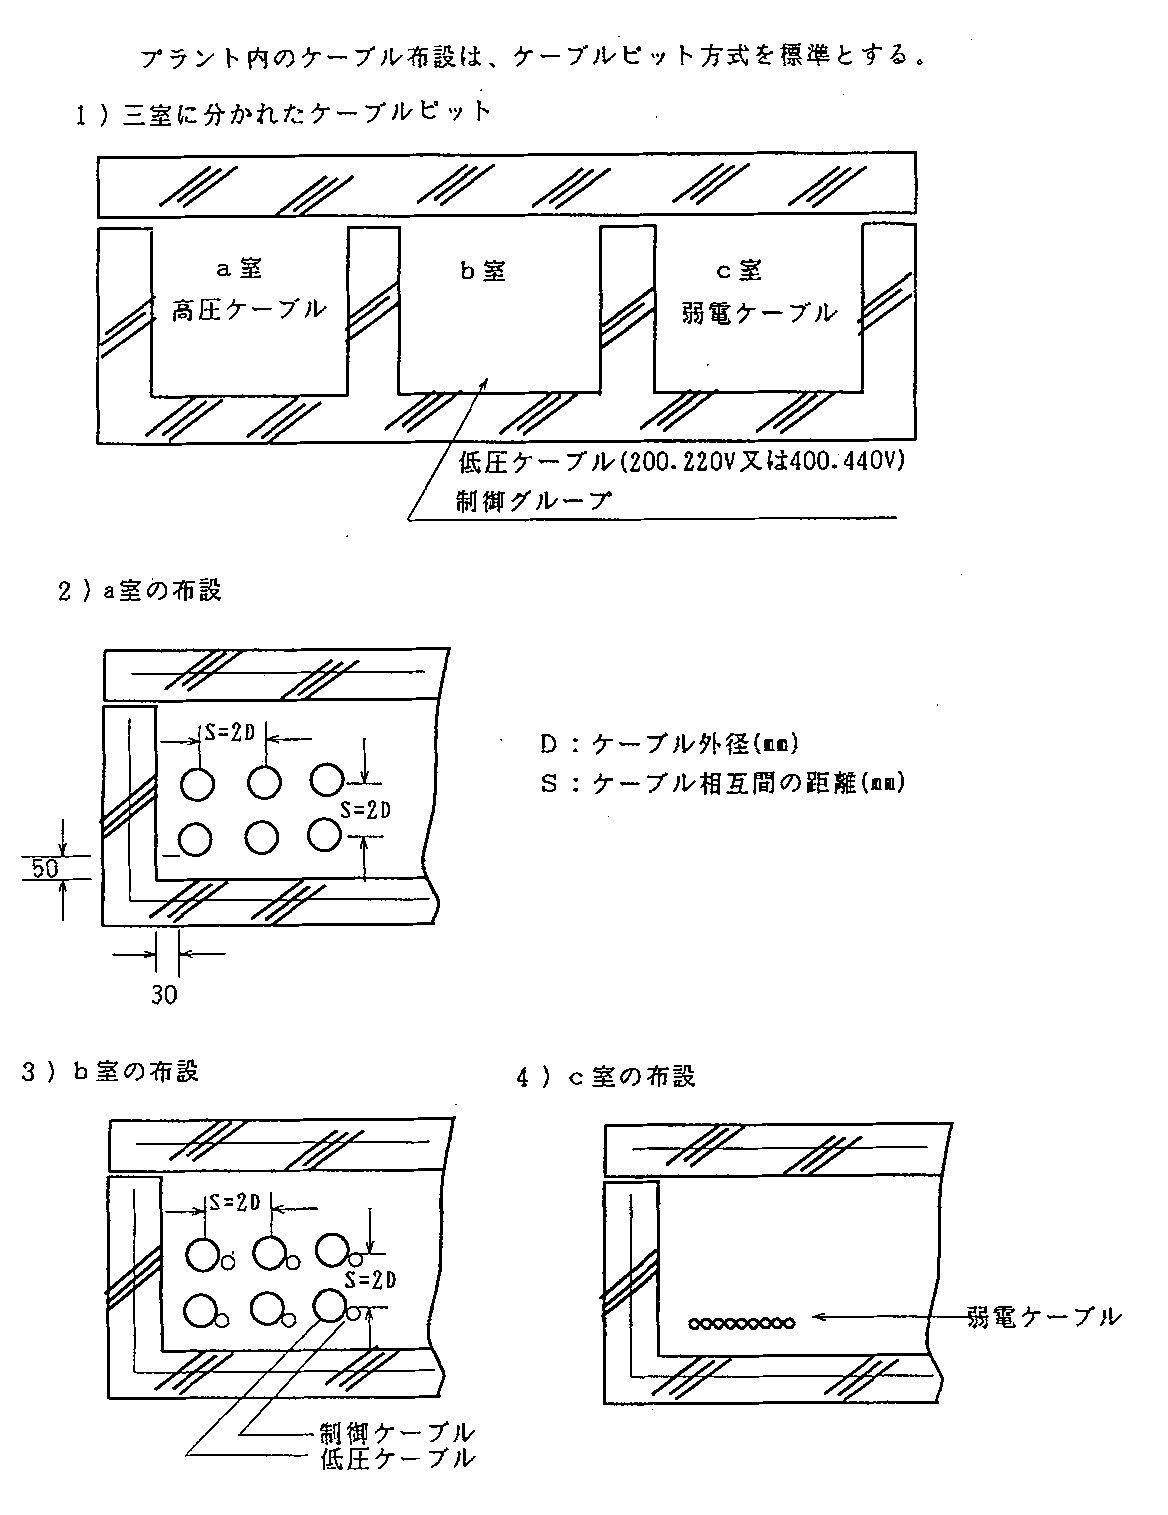 プラント内のケーブル布設は、ケーブルピット方式を標準とする。
1）三室に分かれたケーブルピット
a室
高圧ケーブル
b室
c室
弱電ケーブル
低圧ケーブル(200.220V又は400.440V)
制御グループ
2）a室の布設
S=2D
S=2D
50
30
D：ケーブル外径(㎜)
S：ケーブル相互間の距離(㎜)
3）b室の布設
S=2D
S=2D
制御ケーブル
低圧ケーブル
4）c室の布設
弱電ケーブル